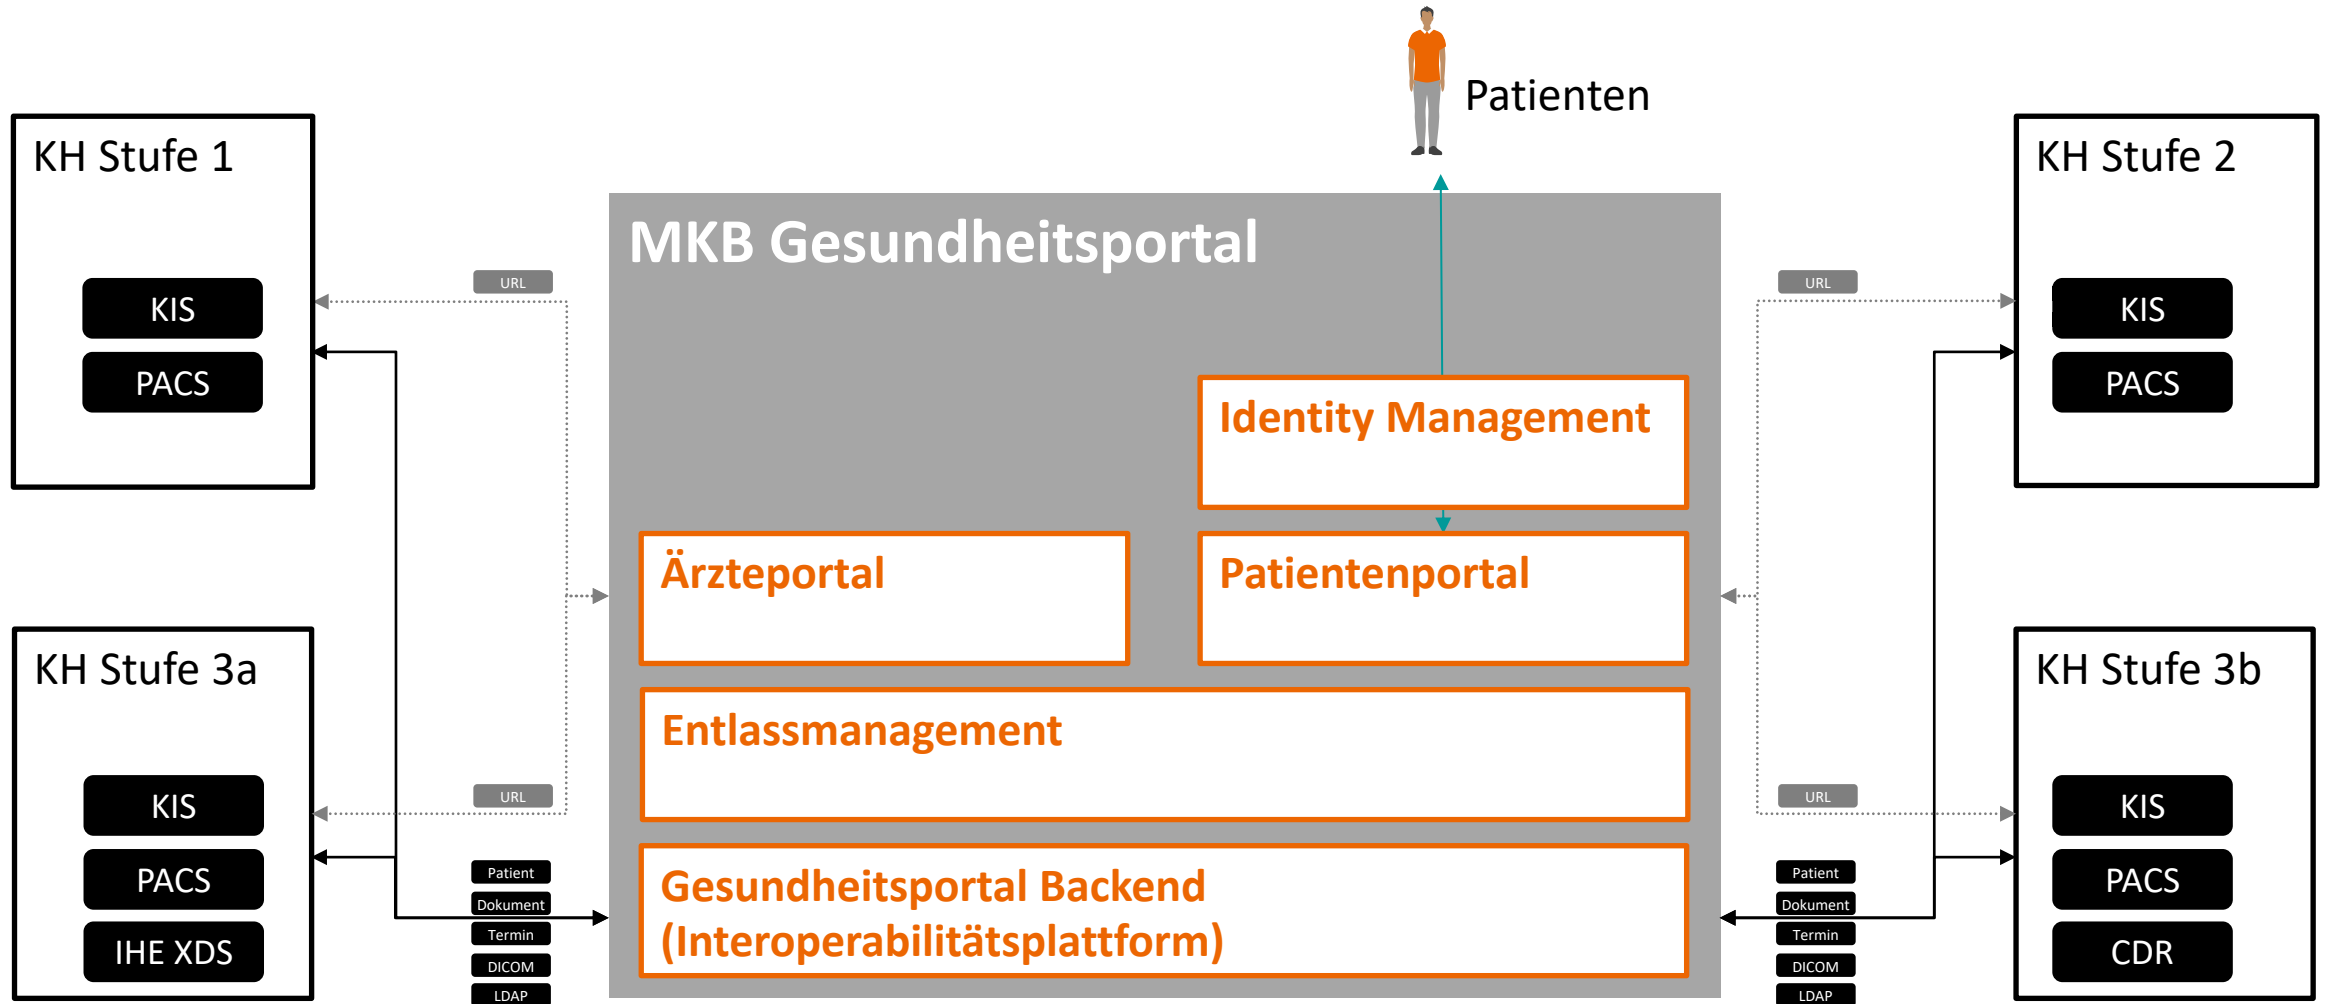 Patienten
KH Stufe 1
KIS
PACS
KH Stufe 3a
KIS
PACS
IHE XDS
URL
URL
Patient
Dokument
Termin
DICOM
LDAP
MKB Gesundheitsportal
Identity Management
Ärzteportal
Patientenportal
Entlassmanagement
Gesundheitsportal Backend
(Interoperabilitätsplattform)
URL
URL
Patient
Dokument
Termin
DICOM
LDAP
KH Stufe 2
KIS
PACS
KH Stufe 3b
KIS
PACS
CDR